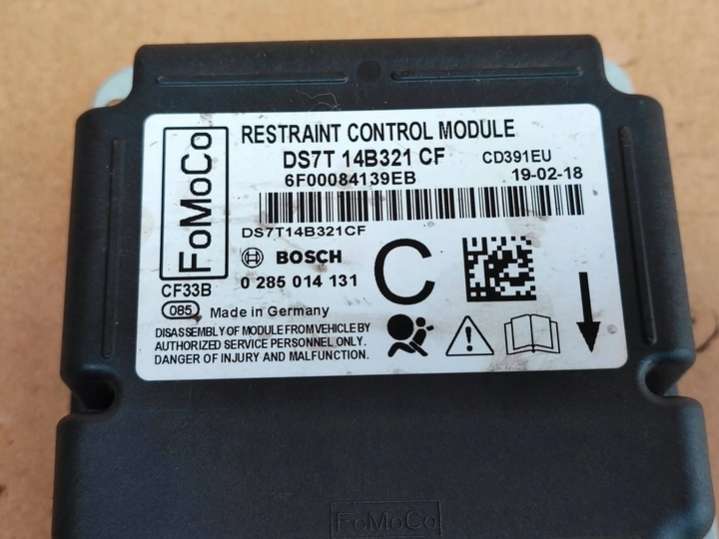 FoMoCo
RESTRAINT CONTROL MODULE
DS7T 14B321 CF CD391EU
6F00084139EB 19-02-18
DS7T14B321CF
BOSCH
C
CF33B 0 285 014 131
085 Made in Germany
DISASSEMBLY OF MODULE FROM VEHICLE BY
AUTHORIZED SERVICE PERSONNEL ONLY.
DANGER OF INJURY AND MALFUNCTION.
FoMoCo